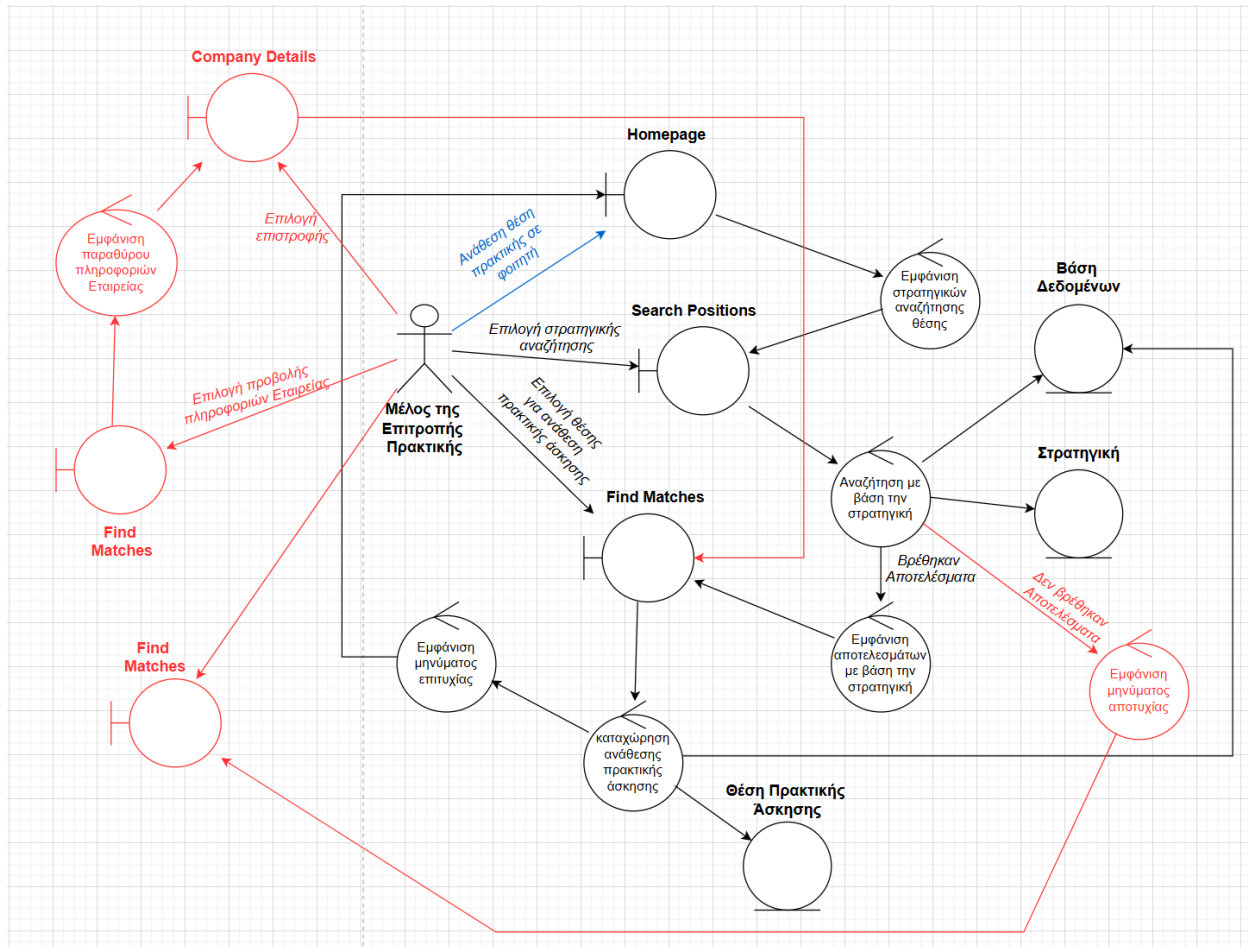 Company Details
Homepage
Επιλογή
επιστροφής
Ανάθεση θέση
πρακτικής σε
φοιτητή
Εμφάνιση
παραθύρου
πληροφοριών
Εταιρείας
Εμφάνιση
στρατηγικών
αναζήτησης
θέσης
Βάση
Δεδομένων
Search Positions
Επιλογή στρατηγικής
αναζήτησης
Επιλογή προβολής
πληροφοριών Εταιρείας
Επιλογή θέσης
για ανάθεση
πρακτικής άσκησης
Μέλος της
Επιτροπής
Πρακτικής
Στρατηγική
Αναζήτηση με
βάση την
στρατηγική
Find Matches
Find
Matches
Βρέθηκαν
Αποτελέσματα
Δεν βρέθηκαν
Αποτελέσματα
Find
Matches
Εμφάνιση
μηνύματος
επιτυχίας
Εμφάνιση
αποτελεσμάτων
με βάση την
στρατηγική
Εμφάνιση
μηνύματος
αποτυχίας
καταχώρηση
ανάθεσης
πρακτικής
άσκησης
Θέση Πρακτικής
Άσκησης